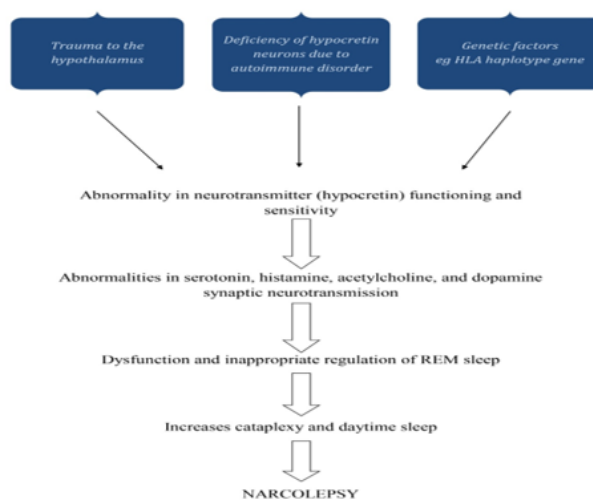 Trauma to the
hypothalamus
Deficiency of hypocretin
neurons due to
autoimmune disorder
Genetic factors
eg HLA haplotype gene
Abnormality in neurotransmitter (hypocretin) functioning and
sensitivity
Abnormalities in serotonin, histamine, acetylcholine, and dopamine
synaptic neurotransmission
Dysfunction and inappropriate regulation of REM sleep
Increases cataplexy and daytime sleep
NARCOLEPSY